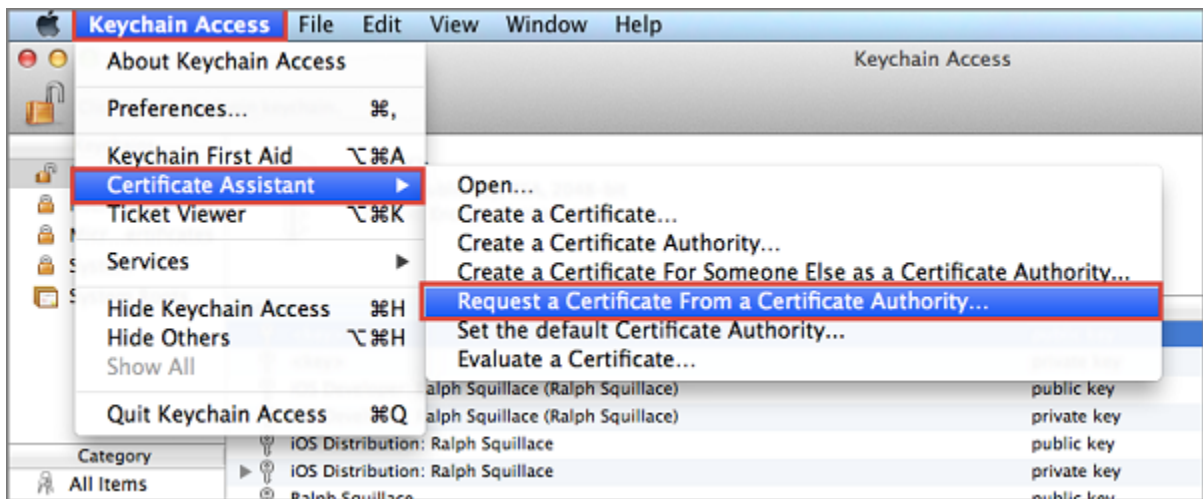 Keychain Access File Edit View Window Help
Keychain Access
About Keychain Access
Preferences... ⌘,
Keychain First Aid ⌥⌘A
Certificate Assistant ▶
Ticket Viewer ⌥⌘K
Services ▶
Hide Keychain Access ⌘H
Hide Others ⌥⌘H
Show All
Quit Keychain Access ⌘Q
Open...
Create a Certificate...
Create a Certificate Authority...
Create a Certificate For Someone Else as a Certificate Authority...
Request a Certificate From a Certificate Authority...
Set the default Certificate Authority...
Evaluate a Certificate...
alph Squillace (Ralph Squillace) public key
alph Squillace (Ralph Squillace) private key
iOS Distribution: Ralph Squillace public key
iOS Distribution: Ralph Squillace private key
Ralph Squillace public key
Category
All Items